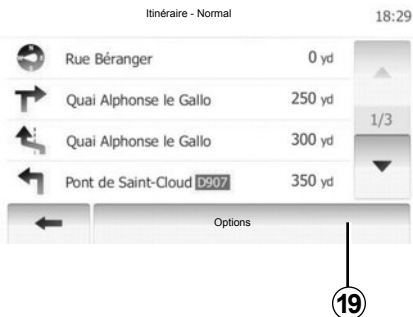 Itinéraire - Normal 18:29
Rue Béranger 0 yd
Quai Alphonse le Gallo 250 yd
1/3
Quai Alphonse le Gallo 300 yd
Pont de Saint-Cloud D907 350 yd
Options
19